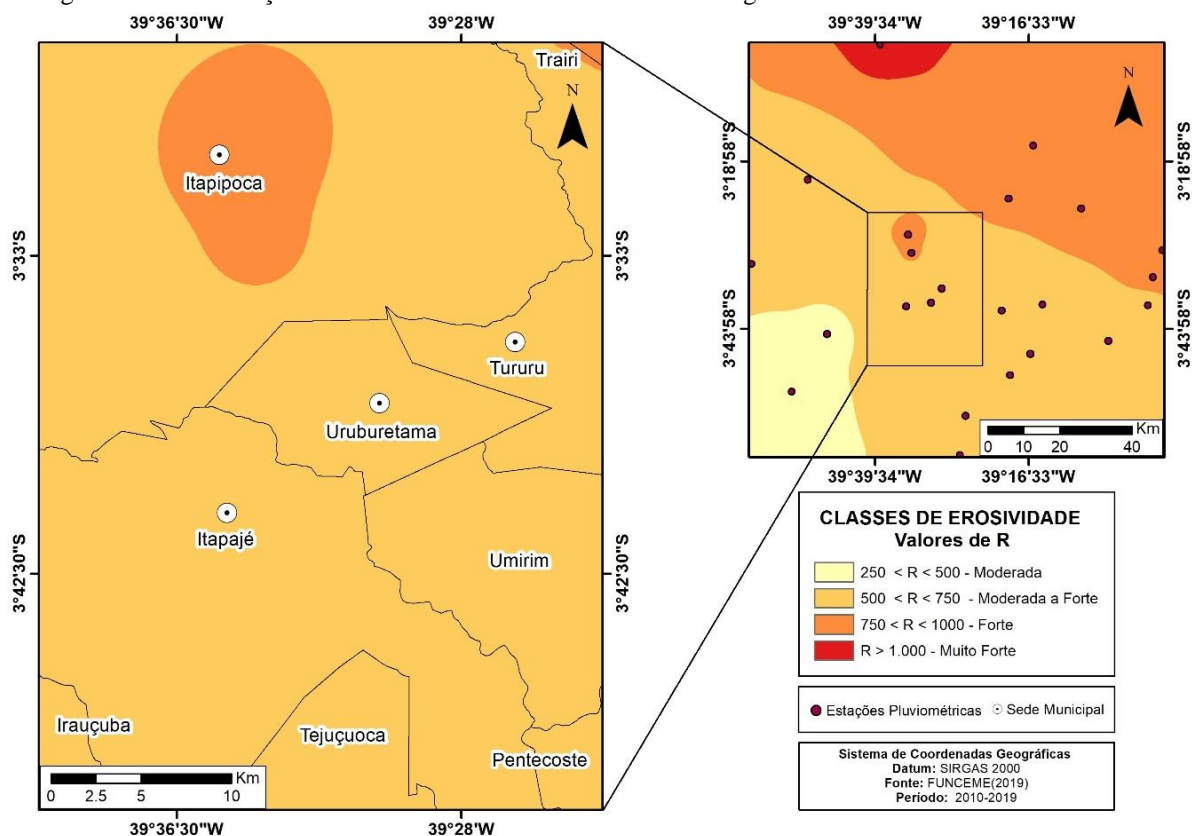 39°36'30"W
39°28'W
Trairi
N
Itapipoca
3°33'S
3°33'S
Tururu
Uruburetama
Itapajé
Umirim
3°42'30"S
3°42'30"S
Irauçuba
Tejuçuoca
Pentecoste
Km
0 2.5 5 10
39°36'30"W
39°28'W
39°39'34"W
39°16'33"W
N
3°18'58"S
3°18'58"S
3°43'58"S
3°43'58"S
Km
0 10 20 40
39°39'34"W
39°16'33"W
CLASSES DE EROSIVIDADE
Valores de R
250 < R < 500 - Moderada
500 < R < 750 - Moderada a Forte
750 < R < 1000 - Forte
R > 1.000 - Muito Forte
Estações Pluviométricas
Sede Municipal
Sistema de Coordenadas Geográficas
Datum: SIRGAS 2000
Fonte: FUNCEME(2019)
Período: 2010-2019